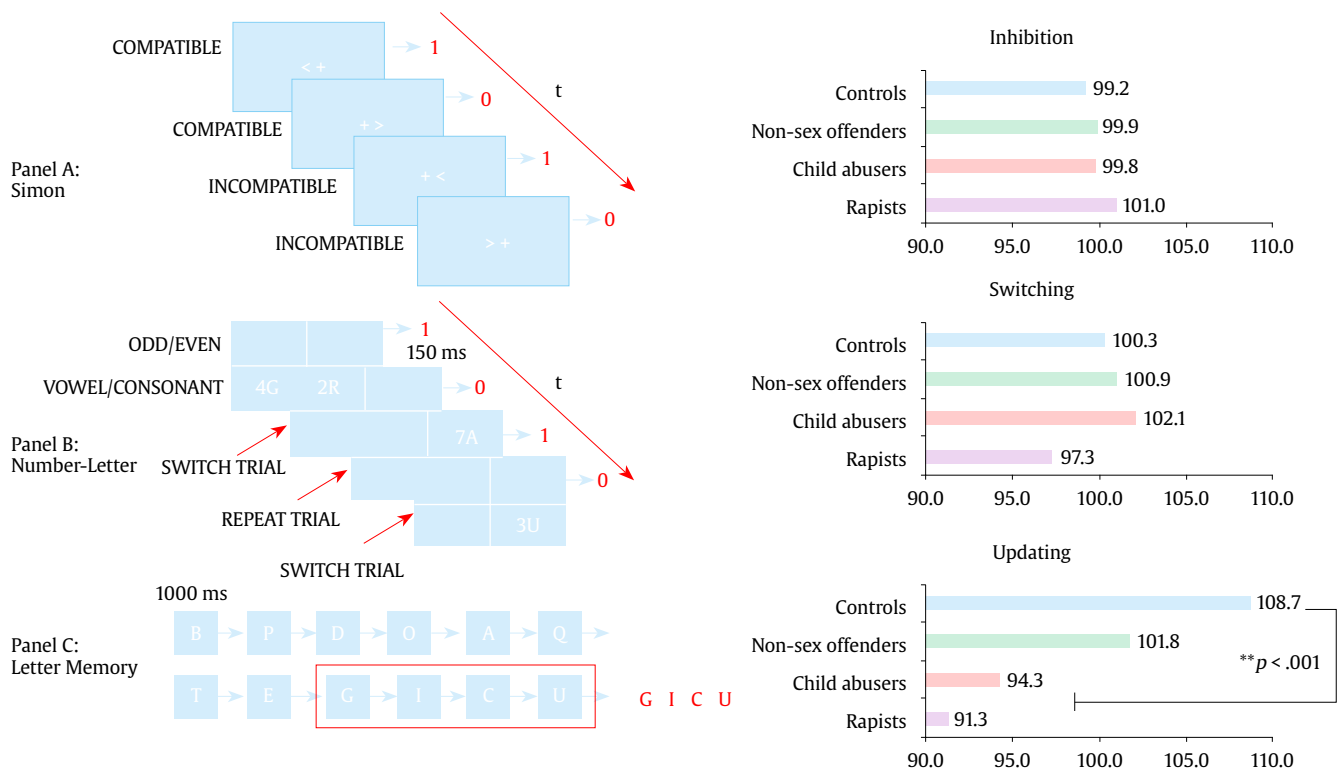 COMPATIBLE
< +
1
t
COMPATIBLE
+ >
0
Panel A:
Simon
INCOMPATIBLE
+ <
1
INCOMPATIBLE
> +
0
ODD/EVEN
1
150 ms
VOWEL/CONSONANT
4G 2R
0
t
Panel B:
Number-Letter
SWITCH TRIAL
7A
1
REPEAT TRIAL
0
3U
SWITCH TRIAL
1000 ms
Panel C:
Letter Memory
B P D O A Q
T E G I C U
G I C U
Inhibition
Controls 99.2
Non-sex offenders 99.9
Child abusers 99.8
Rapists 101.0
90.0 95.0 100.0 105.0 110.0
Switching
Controls 100.3
Non-sex offenders 100.9
Child abusers 102.1
Rapists 97.3
90.0 95.0 100.0 105.0 110.0
Updating
Controls 108.7
Non-sex offenders 101.8
**p < .001
Child abusers 94.3
Rapists 91.3
90.0 95.0 100.0 105.0 110.0